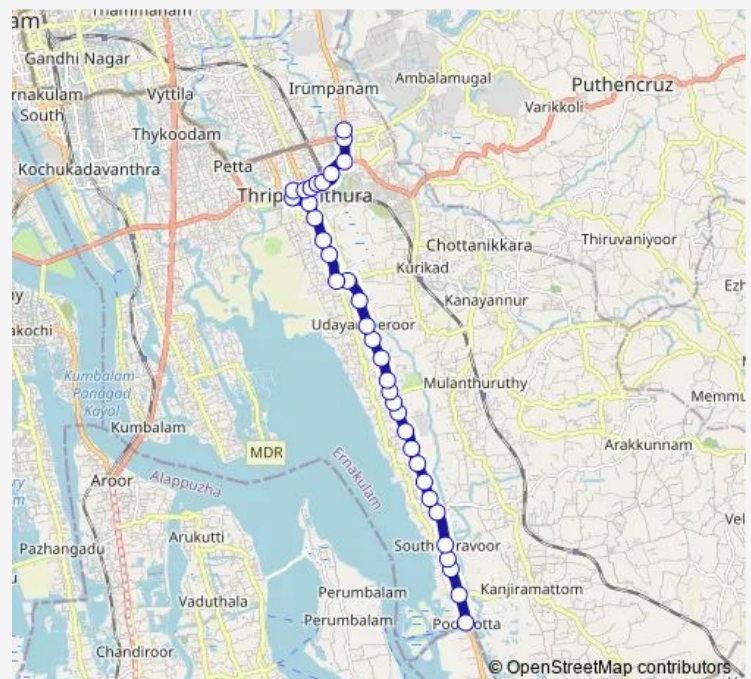 Gandhi Nagar
Vyttila
Irumpanam
Ambalamugal
Puthencruz
Varikkoli
South
Thykoodam
Petta
Kochukadavanthra
Chottanikkara
Thiruvaniyoor
Kurikad
Kanayannur
Kumbalam-
Panagad
Kayal
Mulanthuruthy
Kumbalam
MDR
Ernakulam
Arakkunnam
Aroor
Alappuzha
Arukutti
Pazhangadu
Perumbalam
Kanjiramattom
Vaduthala
Perumbalam
Chandiroor
© OpenStreetMap contributors